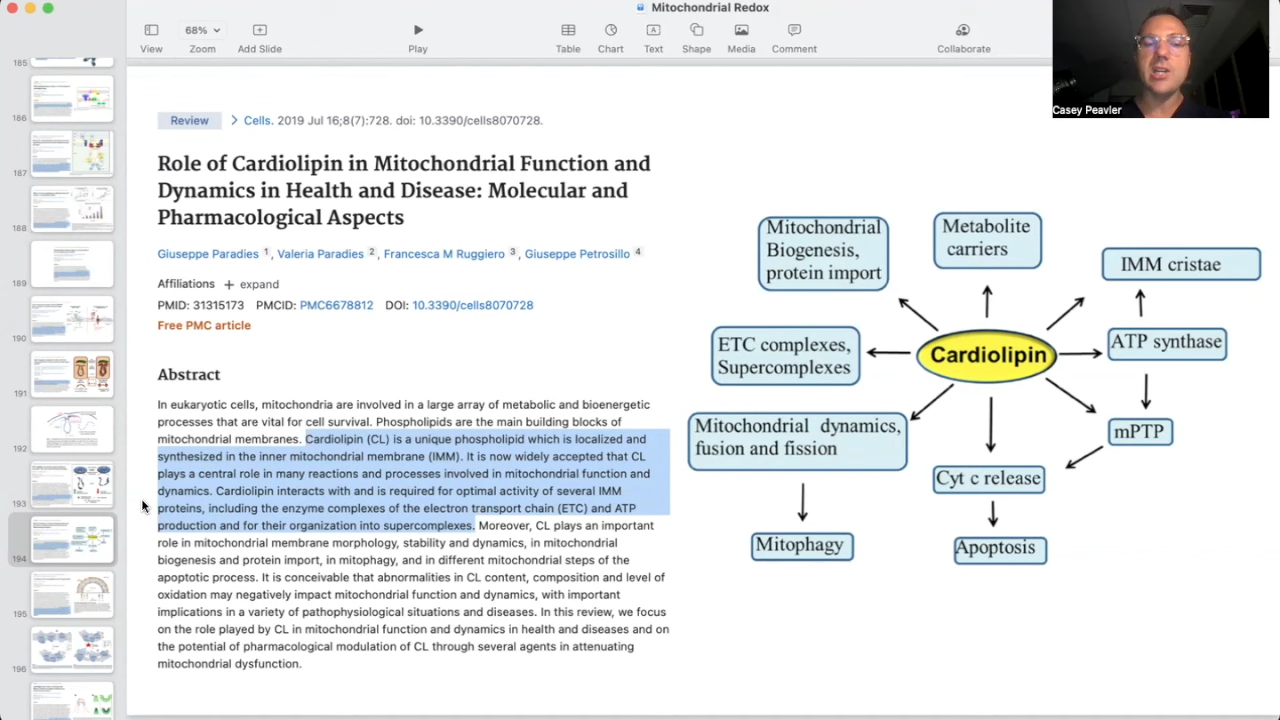 Mitochondrial Redox
68%
View
Zoom
Add Slide
Play
Table
Chart
Text
Shape
Media
Comment
Collaborate
Casey Peavler
185
186
187
188
189
190
191
192
193
194
195
196
Review
Cells. 2019 Jul 16;8(7):728. doi: 10.3390/cells8070728.
Role of Cardiolipin in Mitochondrial Function and
Dynamics in Health and Disease: Molecular and
Pharmacological Aspects
Giuseppe Paradies 1, Valeria Paradies 2, Francesca M Ruggiero 3, Giuseppe Petrosillo 4
Affiliations + expand
PMID: 31315173 PMCID: PMC6678812 DOI: 10.3390/cells8070728
Free PMC article
Abstract
In eukaryotic cells, mitochondria are involved in a large array of metabolic and bioenergetic
processes that are vital for cell survival. Phospholipids are the main building blocks of
mitochondrial membranes. Cardiolipin (CL) is a unique phospholipid which is localized and
synthesized in the inner mitochondrial membrane (IMM). It is now widely accepted that CL
plays a central role in many reactions and processes involved in mitochondrial function and
dynamics. Cardiolipin interacts with and is required for optimal activity of several IMM
proteins, including the enzyme complexes of the electron transport chain (ETC) and ATP
production and for their organization into supercomplexes. Moreover, CL plays an important
role in mitochondrial membrane morphology, stability and dynamics, in mitochondrial
biogenesis and protein import, in mitophagy, and in different mitochondrial steps of the
apoptotic process. It is conceivable that abnormalities in CL content, composition and level of
oxidation may negatively impact mitochondrial function and dynamics, with important
implications in a variety of pathophysiological situations and diseases. In this review, we focus
on the role played by CL in mitochondrial function and dynamics in health and diseases and on
the potential of pharmacological modulation of CL through several agents in attenuating
mitochondrial dysfunction.
Mitochondrial
Biogenesis,
protein import
Metabolite
carriers
IMM cristae
ETC complexes,
Supercomplexes
Cardiolipin
ATP synthase
Mitochondrial dynamics,
fusion and fission
mPTP
Cyt c release
Mitophagy
Apoptosis